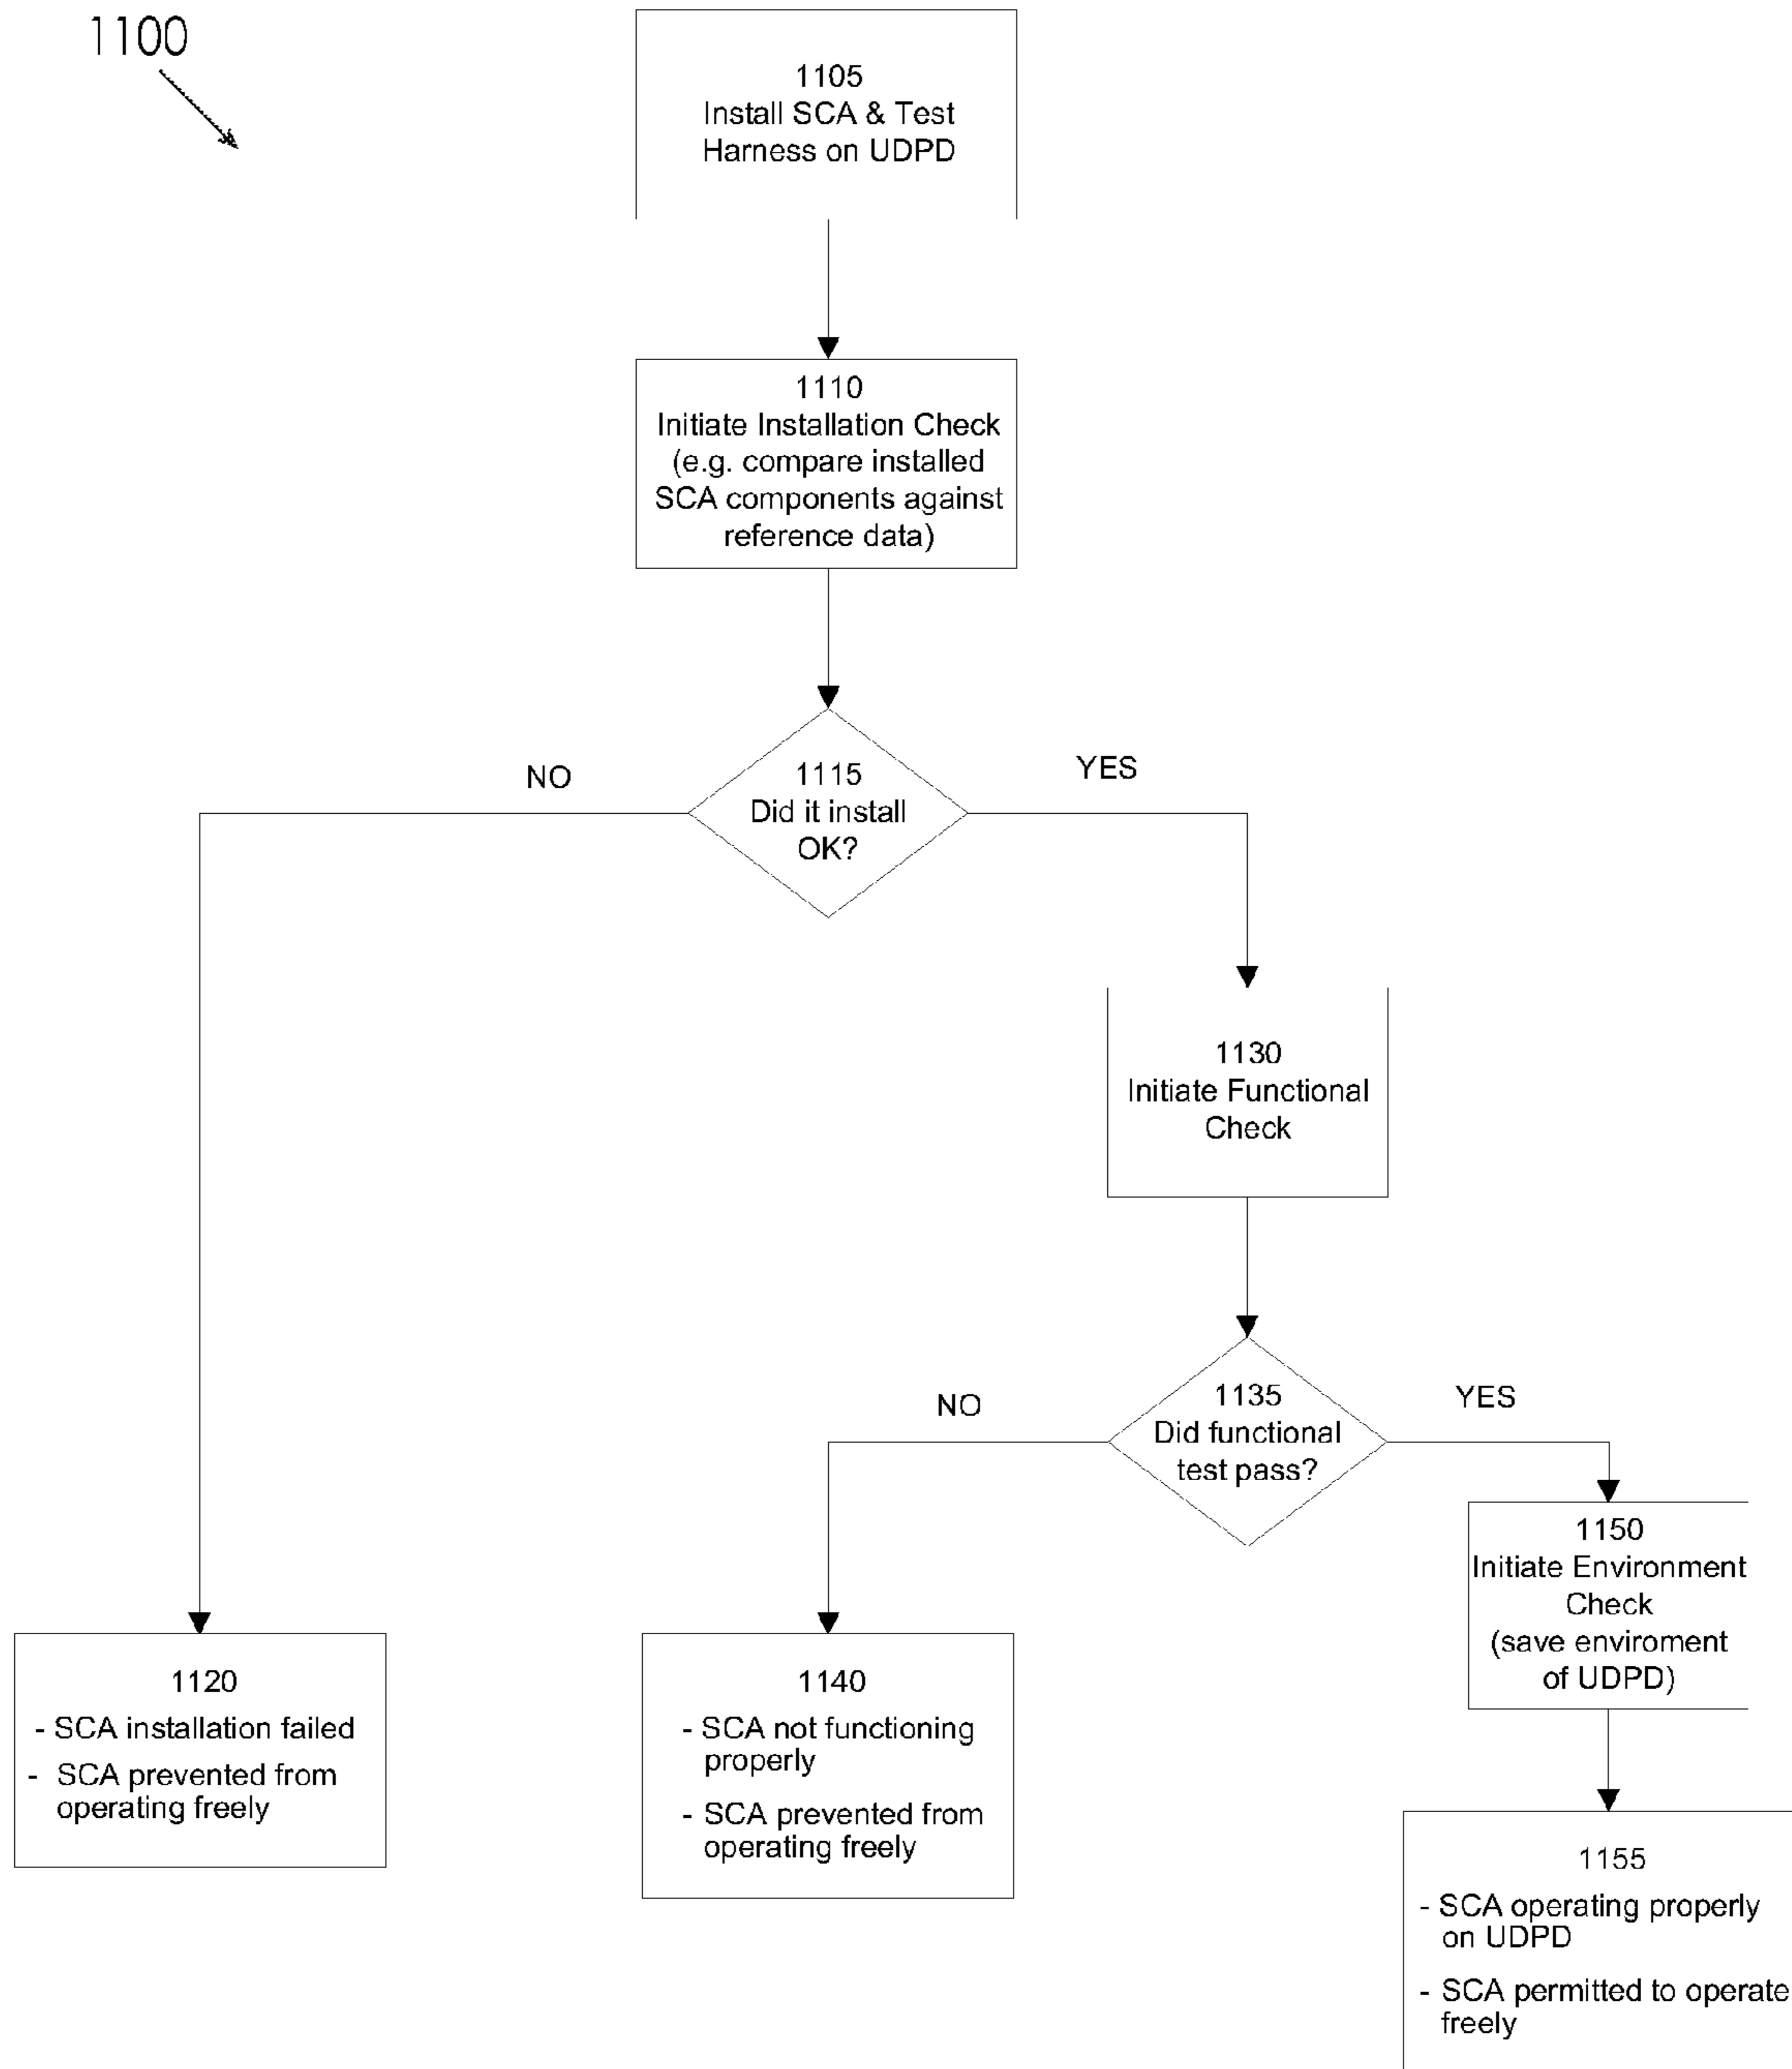 1100
1105
Install SCA & Test
Harness on UDPD
1110
Initiate Installation Check
(e.g. compare installed
SCA components against
reference data)
NO
1115
Did it install
OK?
YES
1130
Initiate Functional
Check
NO
1135
Did functional
test pass?
YES
1150
Initiate Environment
Check
(save enviroment
of UDPD)
1120
- SCA installation failed
- SCA prevented from
operating freely
1140
- SCA not functioning
properly
- SCA prevented from
operating freely
1155
- SCA operating properly
on UDPD
- SCA permitted to operate
freely